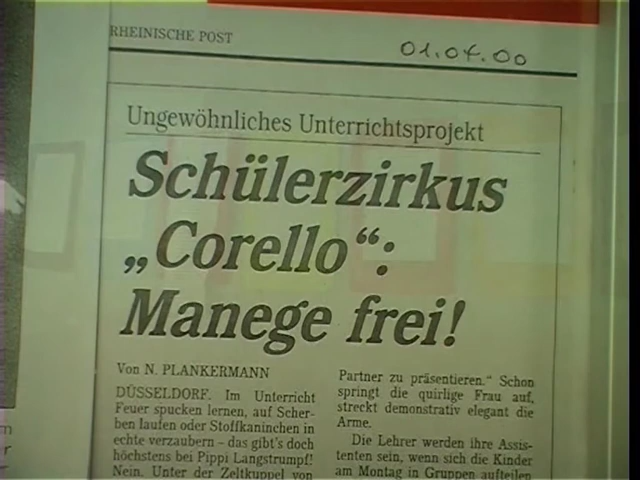 RHEINISCHE POST
01.04.00
Ungewöhnliches Unterrichtsprojekt
Schülerzirkus
„Corello“:
Manege frei!
Von N. PLANKERMANN
DÜSSELDORF. Im Unterricht
Feuer spucken lernen, auf Scher-
ben laufen oder Stoffkaninchen in
echte verzaubern – das gibt's doch
höchstens bei Pippi Langstrumpf!
Nein. Unter der Zeltkuppel von
Partner zu präsentieren.“ Schon
springt die quirlige Frau auf,
streckt demonstrativ elegant die
Arme.
Die Lehrer werden ihre Assis-
tenten sein, wenn sich die Kinder
am Montag in Gruppen aufteilen